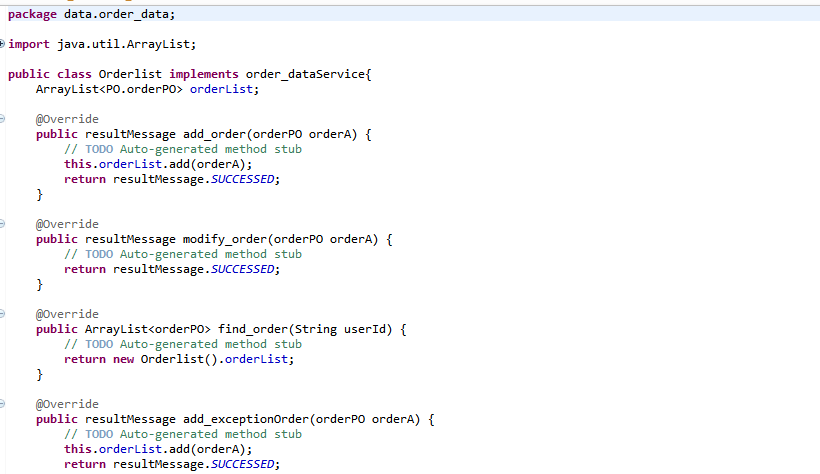 package data.order_data;
import java.util.ArrayList;
public class Orderlist implements order_dataService{
ArrayList<PO.orderPO> orderList;
@Override
public resultMessage add_order(orderPO orderA) {
// TODO Auto-generated method stub
this.orderList.add(orderA);
return resultMessage.SUCCESSED;
}
@Override
public resultMessage modify_order(orderPO orderA) {
// TODO Auto-generated method stub
return resultMessage.SUCCESSED;
}
@Override
public ArrayList<orderPO> find_order(String userId) {
// TODO Auto-generated method stub
return new Orderlist().orderList;
}
@Override
public resultMessage add_exceptionOrder(orderPO orderA) {
// TODO Auto-generated method stub
this.orderList.add(orderA);
return resultMessage.SUCCESSED;